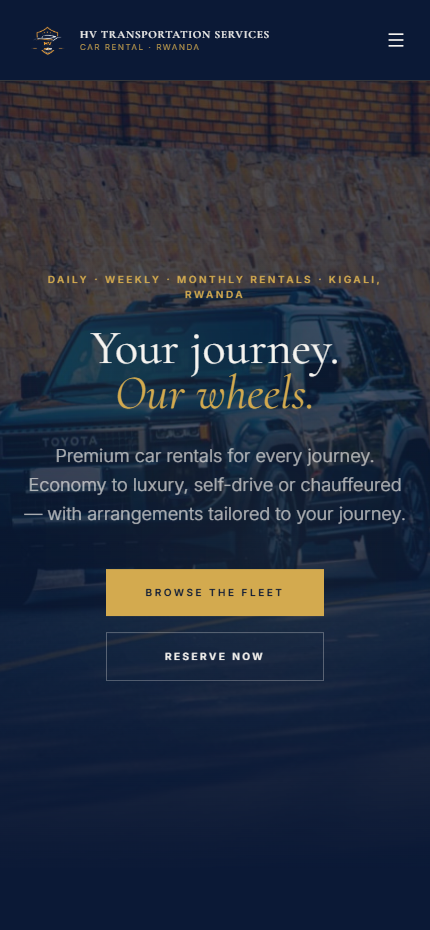 HV
HV TRANSPORTATION SERVICES
CAR RENTAL · RWANDA
DAILY · WEEKLY · MONTHLY RENTALS · KIGALI,
RWANDA
Your journey.
Our wheels.
TOYOTA
Premium car rentals for every journey.
Economy to luxury, self-drive or chauffeured
— with arrangements tailored to your journey.
BROWSE THE FLEET
RESERVE NOW